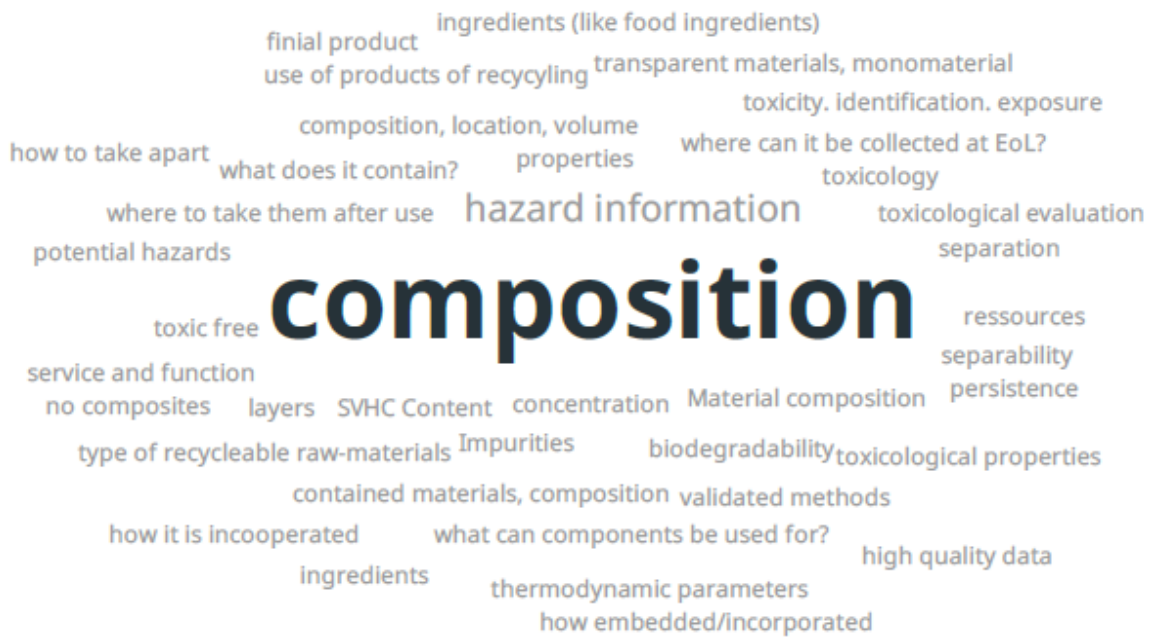 ingredients (like food ingredients)
finial product
use of products of recycyling
transparent materials, monomaterial
toxicity. identification. exposure
composition, location, volume
where can it be collected at EoL?
how to take apart
what does it contain?
properties
toxicology
where to take them after use
hazard information
toxicological evaluation
potential hazards
separation
composition
toxic free
ressources
separability
service and function
persistence
no composites
layers
SVHC Content
concentration
Material composition
type of recycleable raw-materials
Impurities
biodegradability
toxicological properties
contained materials, composition
validated methods
how it is incooperated
what can components be used for?
high quality data
ingredients
thermodynamic parameters
how embedded/incorporated